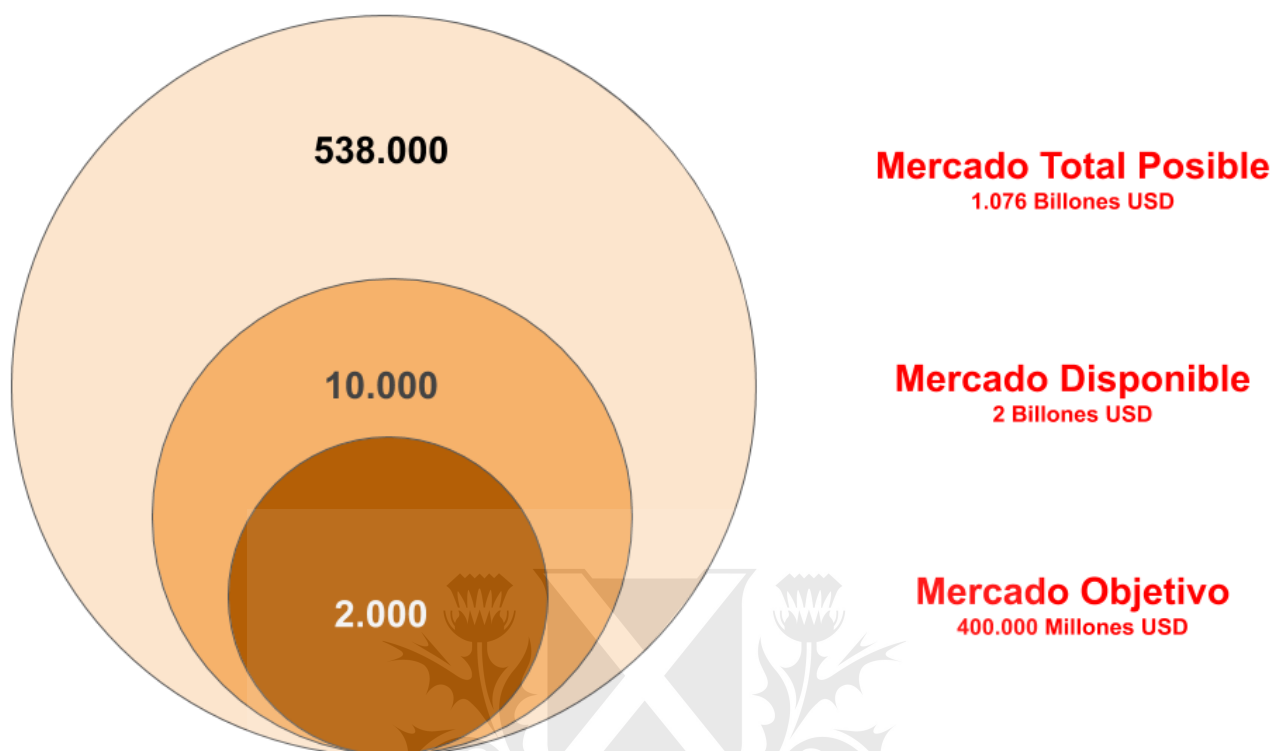 538.000
Mercado Total Posible
1.076 Billones USD
10.000
Mercado Disponible
2 Billones USD
2.000
Mercado Objetivo
400.000 Millones USD